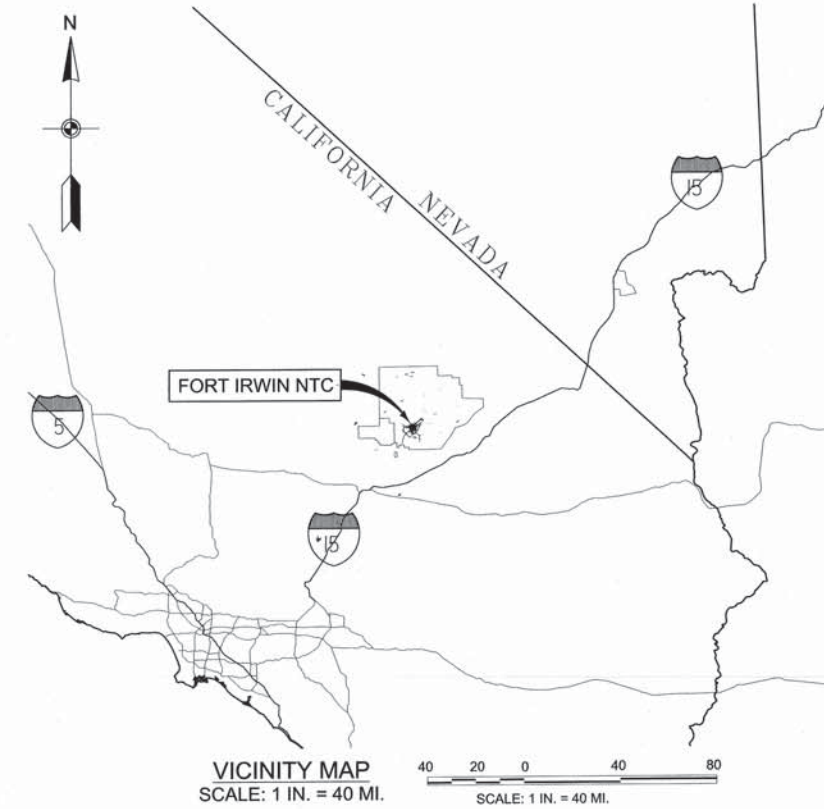 N
CALIFORNIA
NEVADA
15
FORT IRWIN NTC
5
15
VICINITY MAP
SCALE: 1 IN. = 40 MI.
40 20 0 40 80
SCALE: 1 IN. = 40 MI.